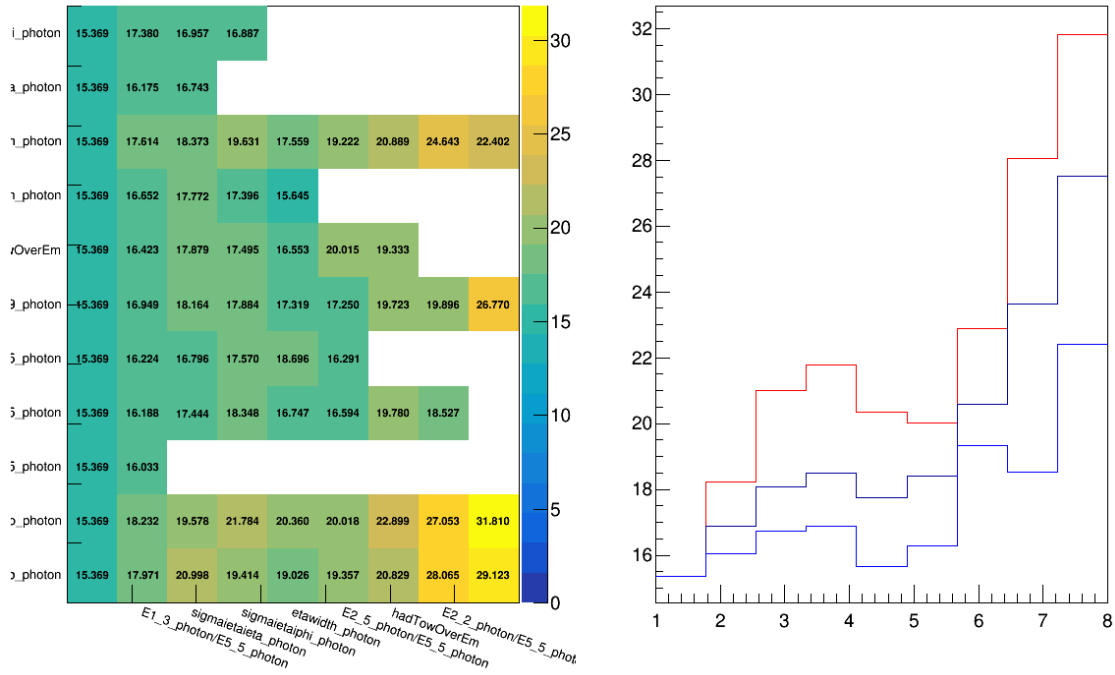 i_photon 15.369 17.380 16.957 16.887
a_photon 15.369 16.175 16.743
n_photon 15.369 17.614 18.373 19.631 17.559 19.222 20.869 24.643 22.402
n_photon 15.369 16.652 17.772 17.396 15.645
OverEm 15.369 16.423 17.879 17.495 16.553 20.015 19.333
9_photon 15.369 16.949 18.164 17.884 17.319 17.250 19.723 19.896 26.770
5_photon 15.369 16.224 16.796 17.570 18.696 16.291
5_photon 15.369 16.188 17.444 18.348 16.747 16.594 19.780 18.527
5_photon 15.369 16.033
o_photon 15.369 18.232 19.578 21.784 20.360 20.018 22.899 27.053 31.810
o_photon 15.369 17.971 20.998 19.414 19.026 19.357 20.829 28.065 29.123
E1_3_photon/E5_5_photon
sigmaietaieta_photon
sigmaietaiphi_photon
etawidth_photon
E2_5_photon/E5_5_photon
hadTowOverEm
E2_2_photon/E5_5_phot
30
25
20
15
10
5
0
32
30
28
26
24
22
20
18
16
1 2 3 4 5 6 7 8